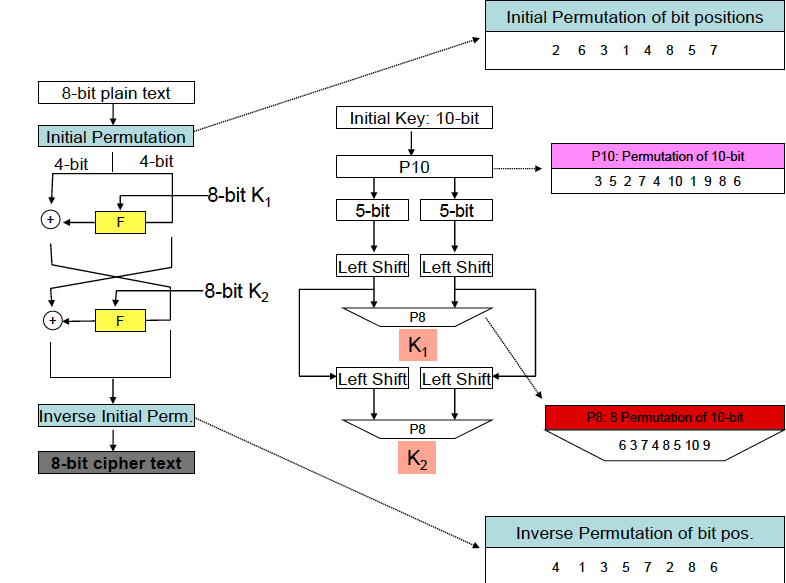 Initial Permutation of bit positions
2 6 3 1 4 8 5 7
8-bit plain text
Initial Permutation
4-bit 4-bit
+
F
8-bit K1
8-bit K2
+
F
Inverse Initial Perm.
8-bit cipher text
Initial Key: 10-bit
P10
5-bit 5-bit
Left Shift Left Shift
P8
K1
Left Shift Left Shift
P8
K2
P10: Permutation of 10-bit
3 5 2 7 4 10 1 9 8 6
P8: 8 Permutation of 10-bit
6 3 7 4 8 5 10 9
Inverse Permutation of bit pos.
4 1 3 5 7 2 8 6